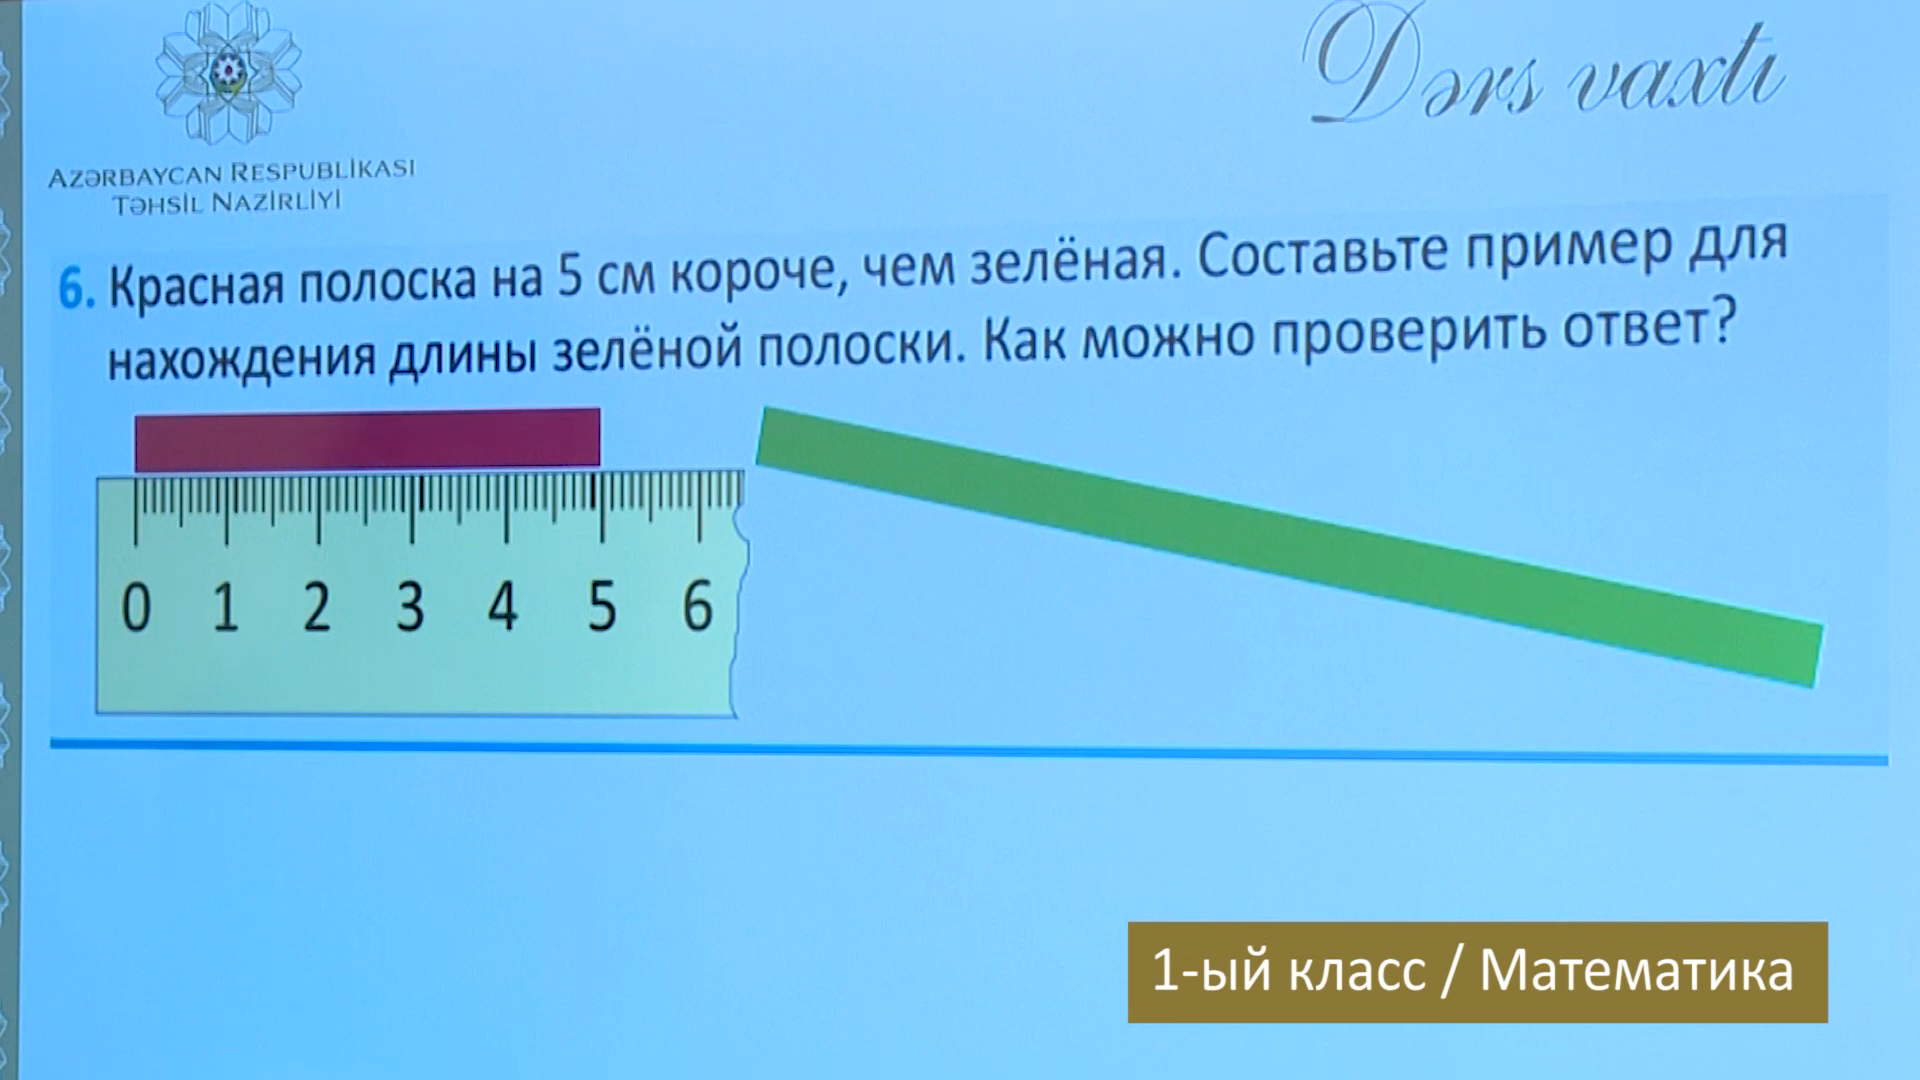 Dərs vaxtı
AZƏRBAYCAN RESPUBLİKASI
TƏHSİL NAZİRLİYİ
6. Красная полоска на 5 см короче, чем зелёная. Составьте пример для
нахождения длины зелёной полоски. Как можно проверить ответ?
0 1 2 3 4 5 6
1-ый класс / Математика